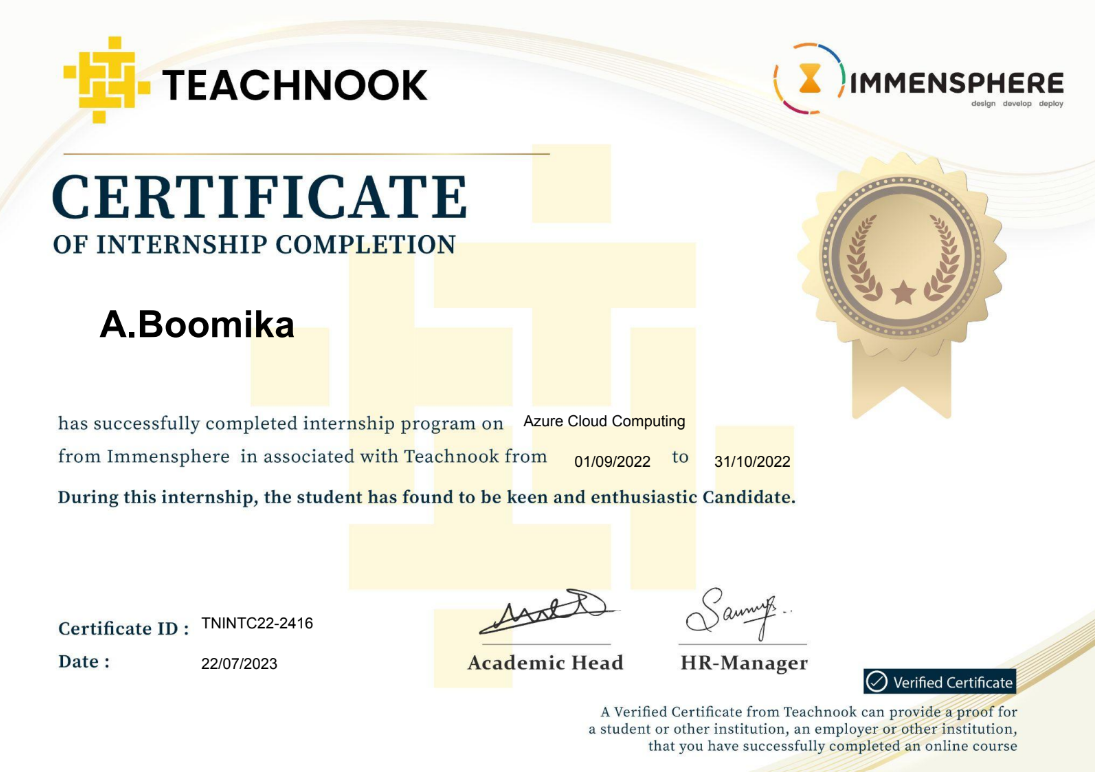 TEACHNOOK
IMMENSPHERE
design develop deploy
CERTIFICATE
OF INTERNSHIP COMPLETION
A.Boomika
has successfully completed internship program on Azure Cloud Computing
from Immensphere in associated with Teachnook from 01/09/2022 to 31/10/2022
During this internship, the student has found to be keen and enthusiastic Candidate.
Certificate ID : TNINTC22-2416
Date : 22/07/2023
Academic Head
HR-Manager
Verified Certificate
A Verified Certificate from Teachnook can provide a proof for
a student or other institution, an employer or other institution,
that you have successfully completed an online course